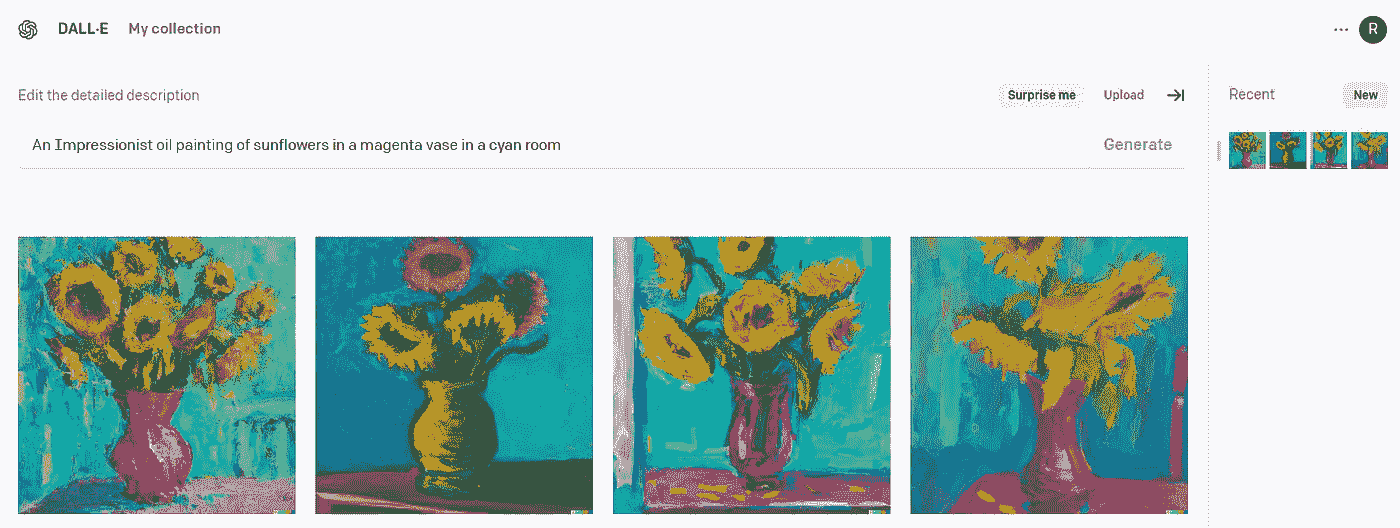 DALL·E My collection
··· R
Edit the detailed description
Surprise me Upload
Recent New
An Impressionist oil painting of sunflowers in a magenta vase in a cyan room
Generate